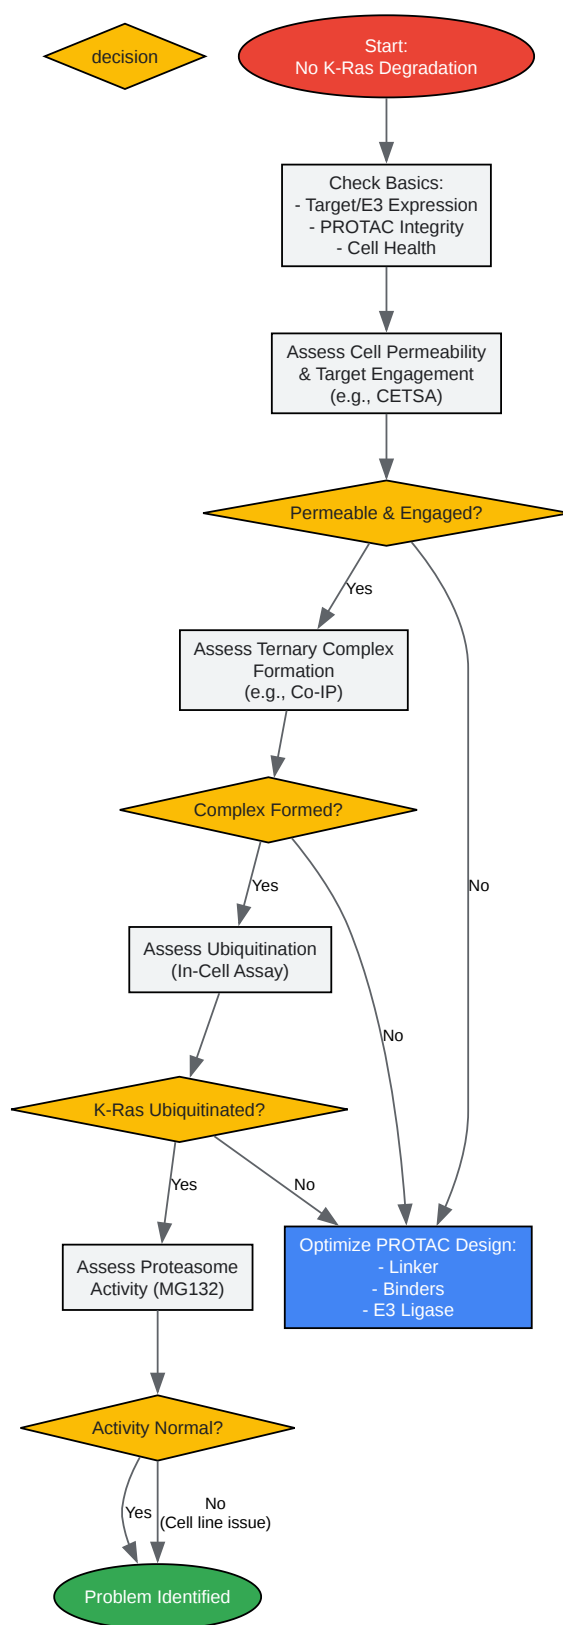 decision
Start:
No K-Ras Degradation
Check Basics:
- Target/E3 Expression
- PROTAC Integrity
- Cell Health
Assess Cell Permeability
& Target Engagement
(e.g., CETSA)
Permeable & Engaged?
Yes
Assess Ternary Complex
Formation
(e.g., Co-IP)
Complex Formed?
Yes
No
Assess Ubiquitination
(In-Cell Assay)
No
K-Ras Ubiquitinated?
Yes
No
Assess Proteasome
Activity (MG132)
Optimize PROTAC Design:
- Linker
- Binders
- E3 Ligase
Activity Normal?
Yes
No
(Cell line issue)
Problem Identified